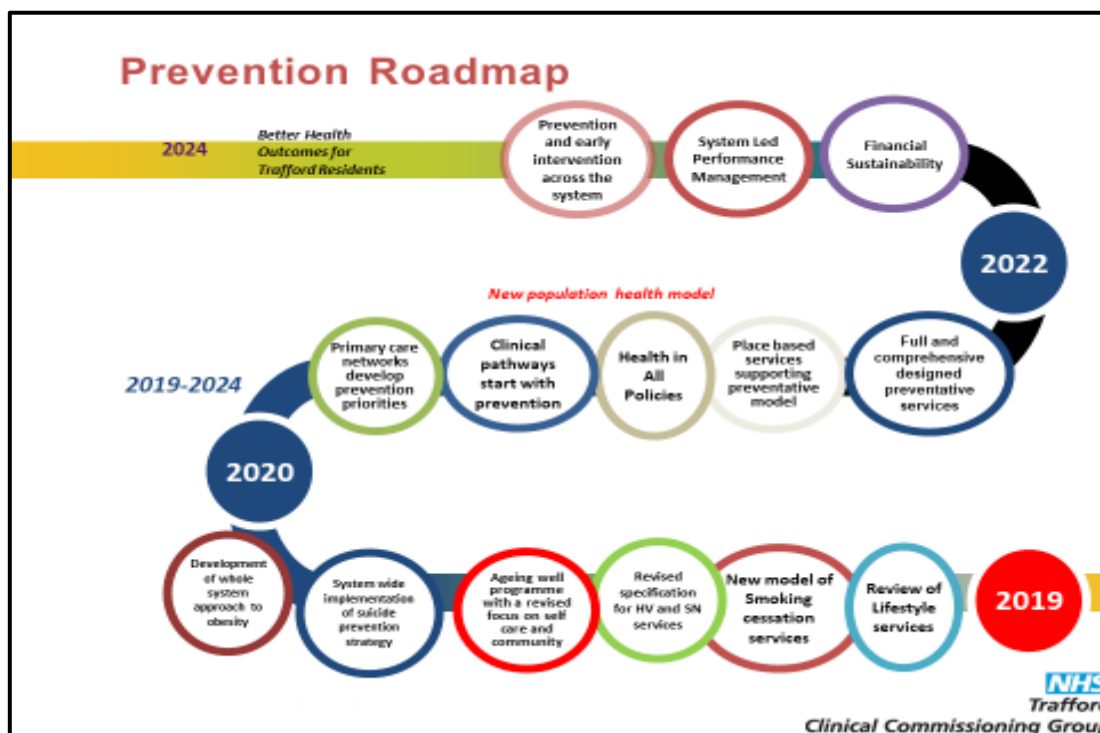 Prevention Roadmap
2024
Better Health
Outcomes for
Trafford Residents
Prevention
and early
intervention
across the
system
System Led
Performance
Management
Financial
Sustainability
2022
New population health model
2019-2024
Primary care
networks
develop
prevention
priorities
Clinical
pathways
start with
prevention
Health in
All
Policies
Place based
services
supporting
preventative
model
Full and
comprehensive
designed
preventative
services
2020
Development
of whole
system
approach to
obesity
System wide
implementation
of suicide
prevention
strategy
Ageing well
programme
with a revised
focus on self
care and
community
Revised
specification
for HV and SN
services
New model of
Smoking
cessation
services
Review of
Lifestyle
services
2019
NHS
Trafford
Clinical Commissioning Group